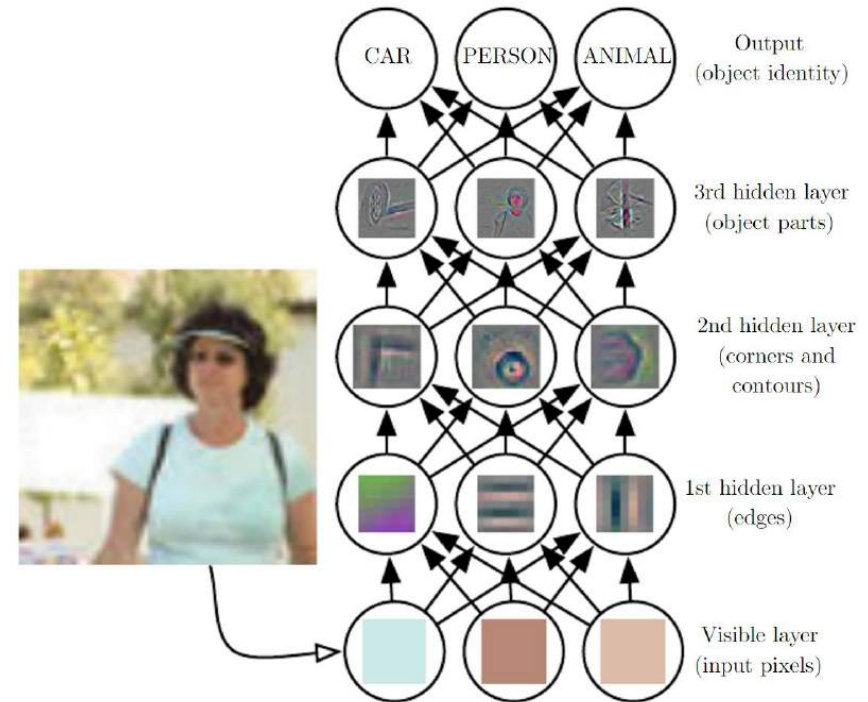 CAR PERSON ANIMAL
Output
(object identity)
3rd hidden layer
(object parts)
2nd hidden layer
(corners and
contours)
1st hidden layer
(edges)
Visible layer
(input pixels)